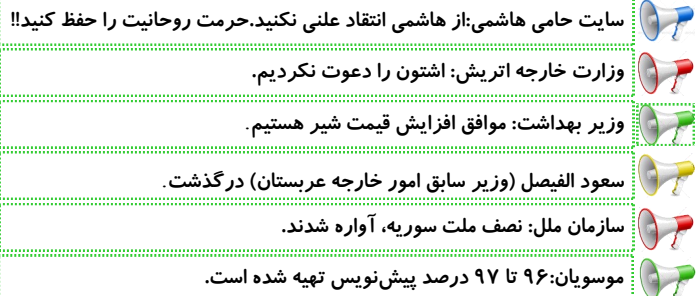 سایت حامی هاشمی:از هاشمی انتقاد علنی نکنید.حرمت روحانیت را حفظ کنید!!
وزارت خارجه اتریش: اشتون را دعوت نکردیم.
وزیر بهداشت: موافق افزایش قیمت شیر هستیم.
سعود الفیصل (وزیر سابق امور خارجه عربستان) درگذشت.
سازمان ملل: نصف ملت سوریه، آواره شدند.
موسویان:۹۶ تا ۹۷ درصد پیش‌نویس تهیه شده است.